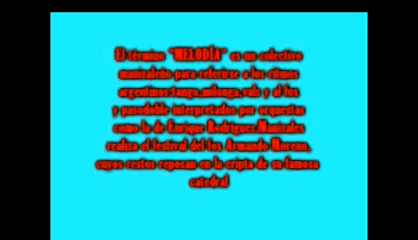 El término "MELODÍA" es un colectivo
manizaleño para referirse a los ritmos
argentinos:tango,milonga,vals y al fox
y pasodoble interpretados por orquestas
como la de Enrique Rodriguez.Manizales
realiza el festival del fox Armando Moreno,
cuyos restos reposan en la cripta de su famosa
catedral